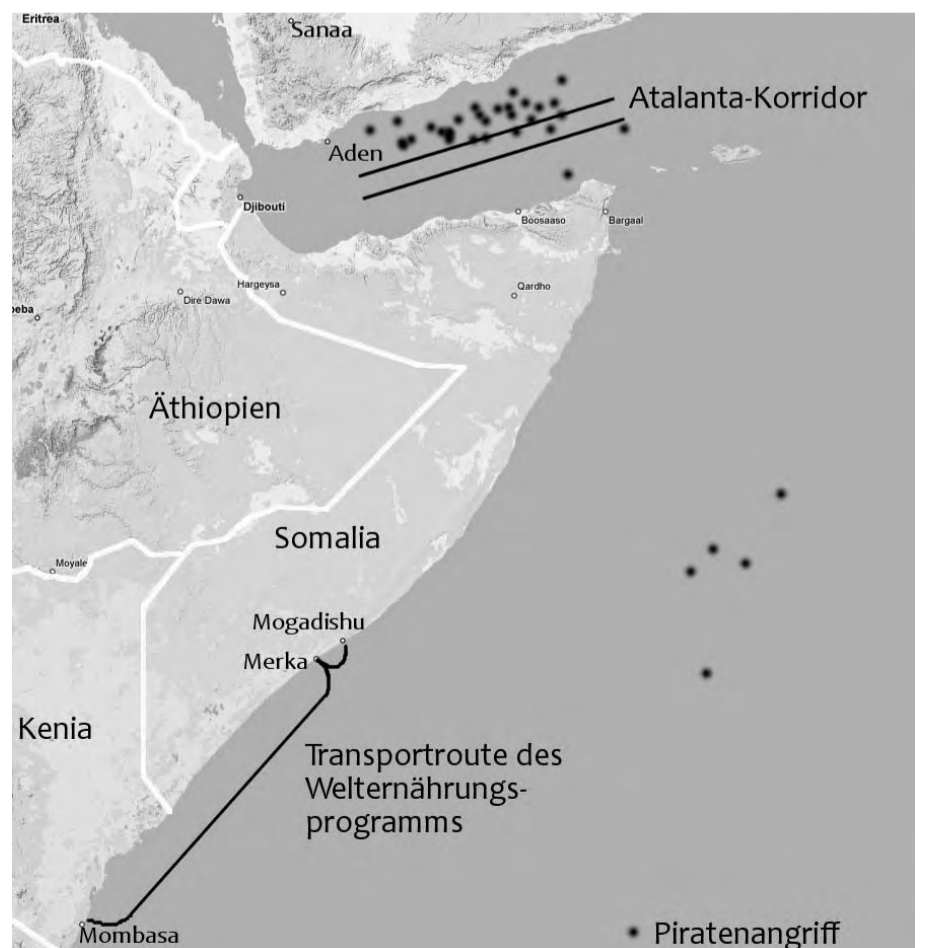 Eritrea
Sanaa
Atalanta-Korridor
Aden
Djibouti
Boosaaso
Bargaal
Hargeysa
Qardho
Dire Dawa
beba
Äthiopien
Somalia
Moyale
Mogadishu
Merka
Kenia
Transportroute des
Welternährungs-
programms
Mombasa
Piratenangriff